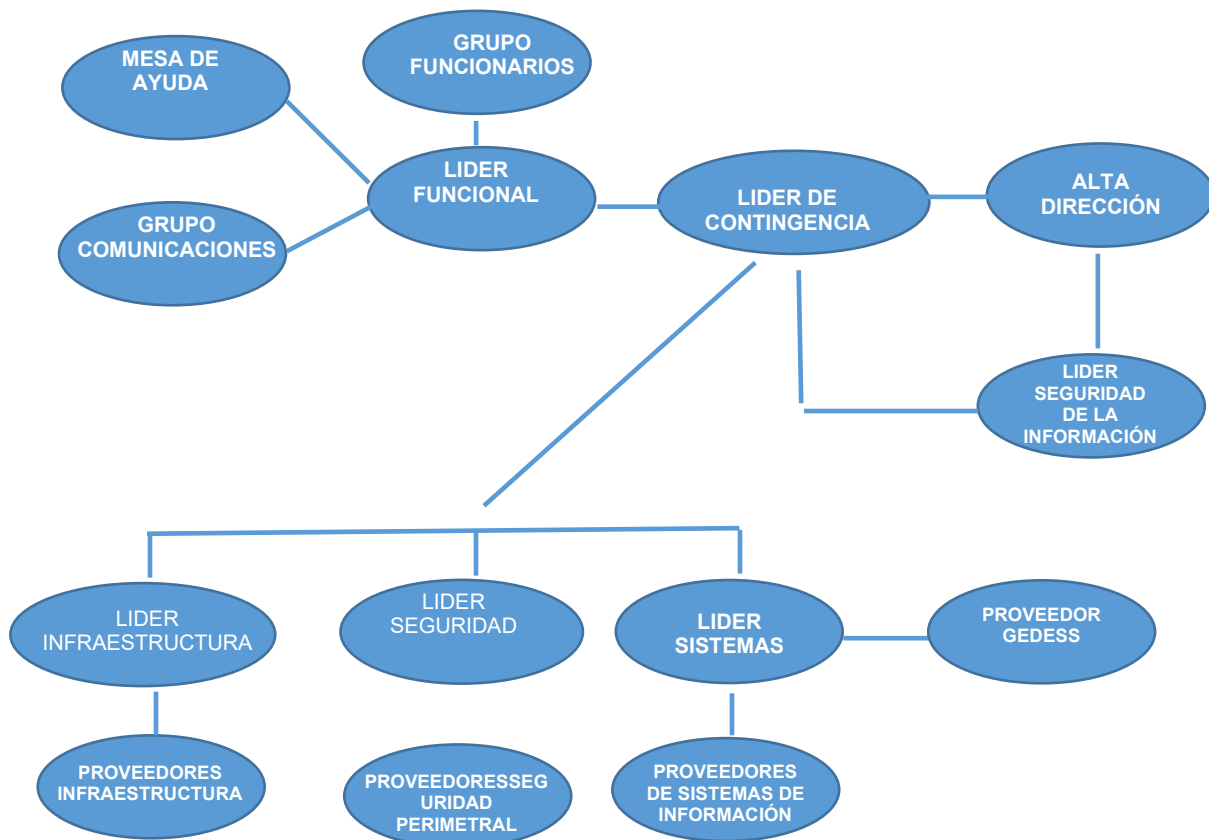 MESA DE
AYUDA
GRUPO
FUNCIONARIOS
LIDER
FUNCIONAL
GRUPO
COMUNICACIONES
LIDER DE
CONTINGENCIA
ALTA
DIRECCIÓN
LIDER
SEGURIDAD
DE LA
INFORMACIÓN
LIDER
INFRAESTRUCTURA
LIDER
SEGURIDAD
LIDER
SISTEMAS
PROVEEDOR
GEDESS
PROVEEDORES
INFRAESTRUCTURA
PROVEEDORESSEG
URIDAD
PERIMETRAL
PROVEEDORES
DE SISTEMAS DE
INFORMACIÓN